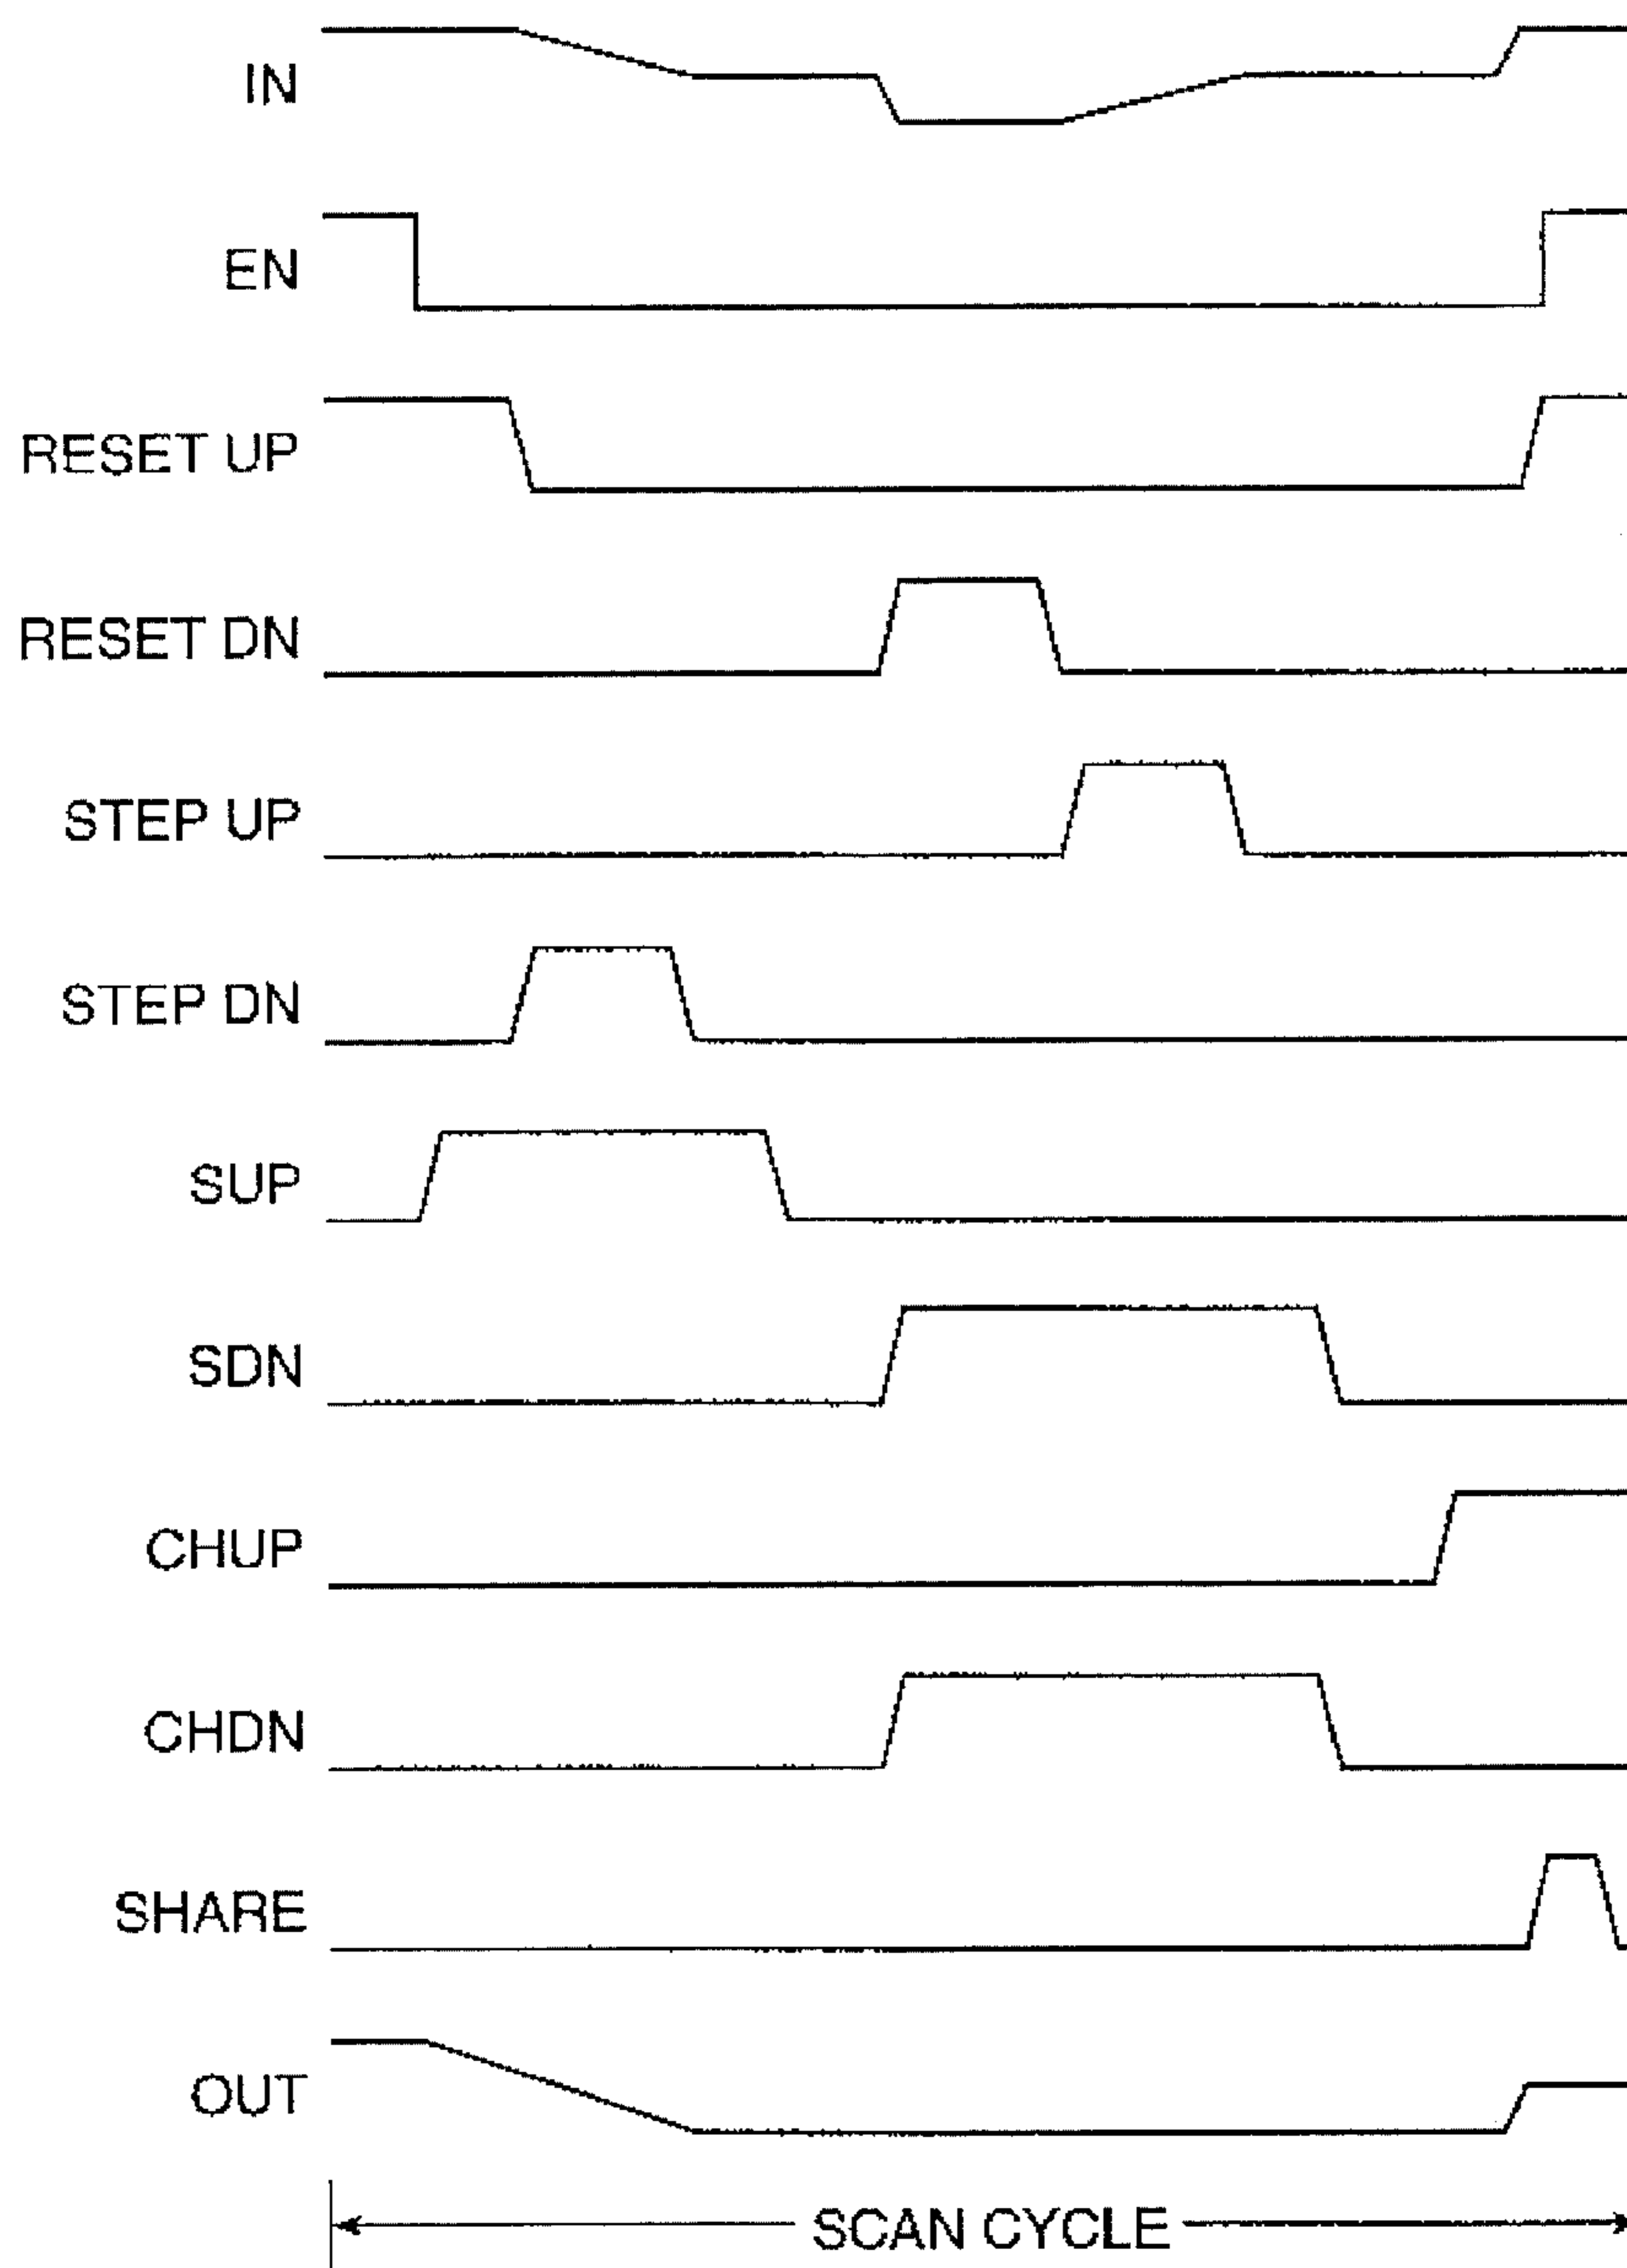 IN
EN
RESET UP
RESET DN
STEP UP
STEP DN
SUP
SDN
CHUP
CHDN
SHARE
OUT
SCAN CYCLE